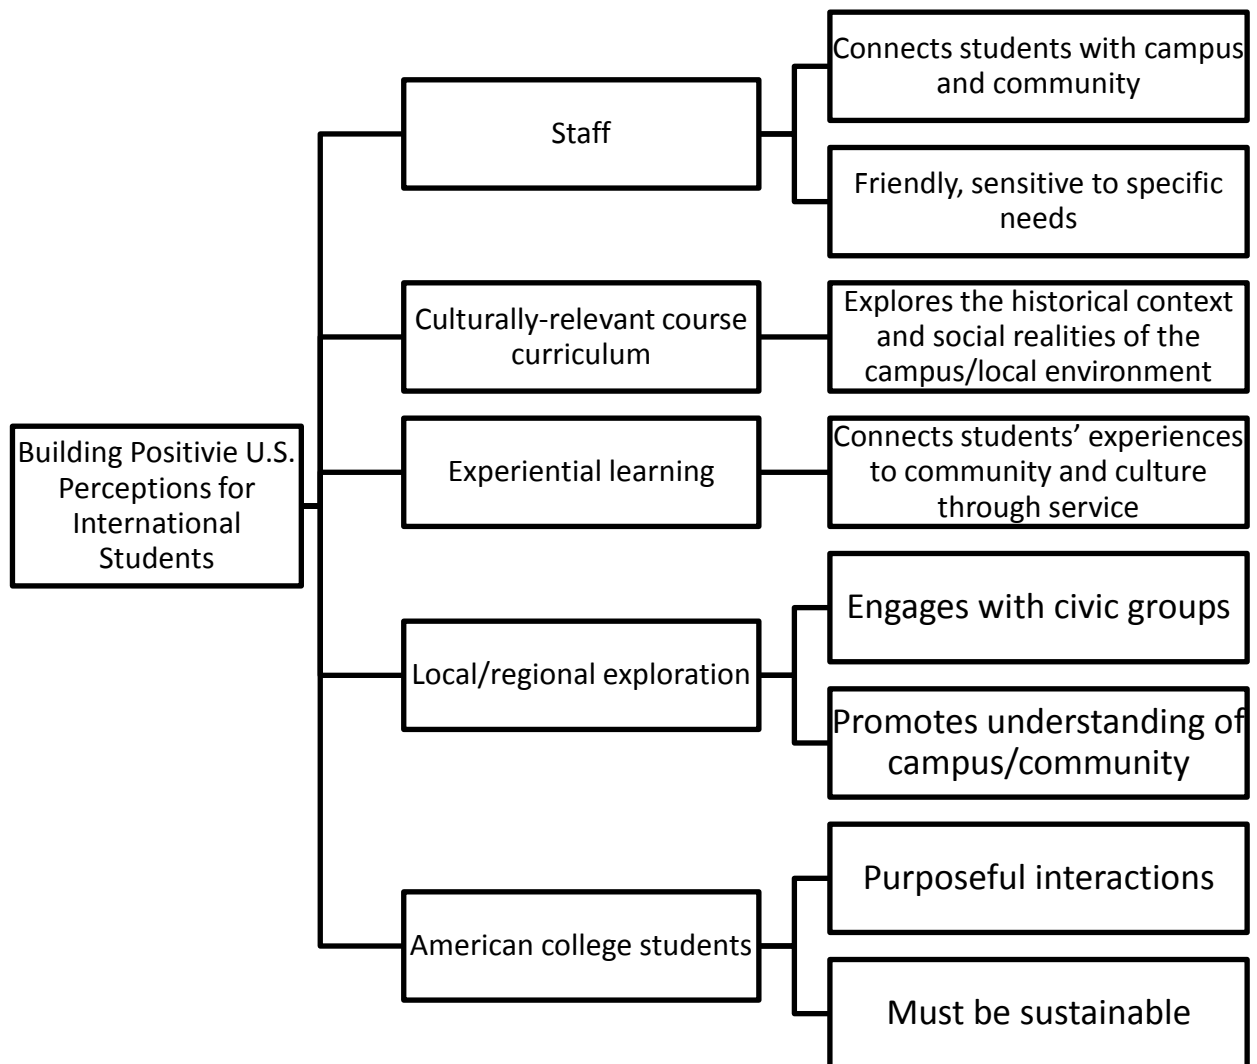 Building Positivie U.S.
Perceptions for
International
Students
Staff
Connects students with campus
and community
Friendly, sensitive to specific
needs
Culturally-relevant course
curriculum
Explores the historical context
and social realities of the
campus/local environment
Experiential learning
Connects students’ experiences
to community and culture
through service
Local/regional exploration
Engages with civic groups
Promotes understanding of
campus/community
American college students
Purposeful interactions
Must be sustainable